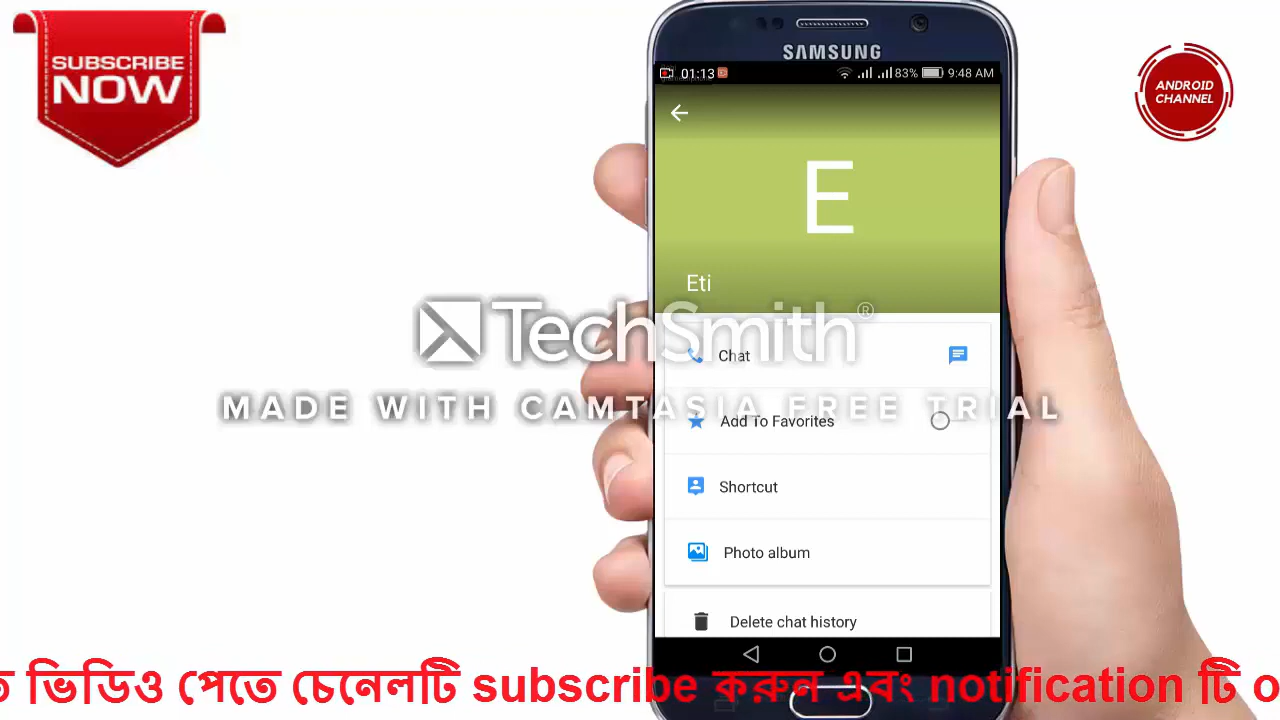 SUBSCRIBE
NOW
ANDROID
CHANNEL
SAMSUNG
01:13
83%
9:48 AM
E
Eti
TechSmith®
MADE WITH CAMTASIA FREE TRIAL
Chat
Add To Favorites
Shortcut
Photo album
Delete chat history
ভিডিও পেতে চেনেলটি subscribe করুন এবং notification টি